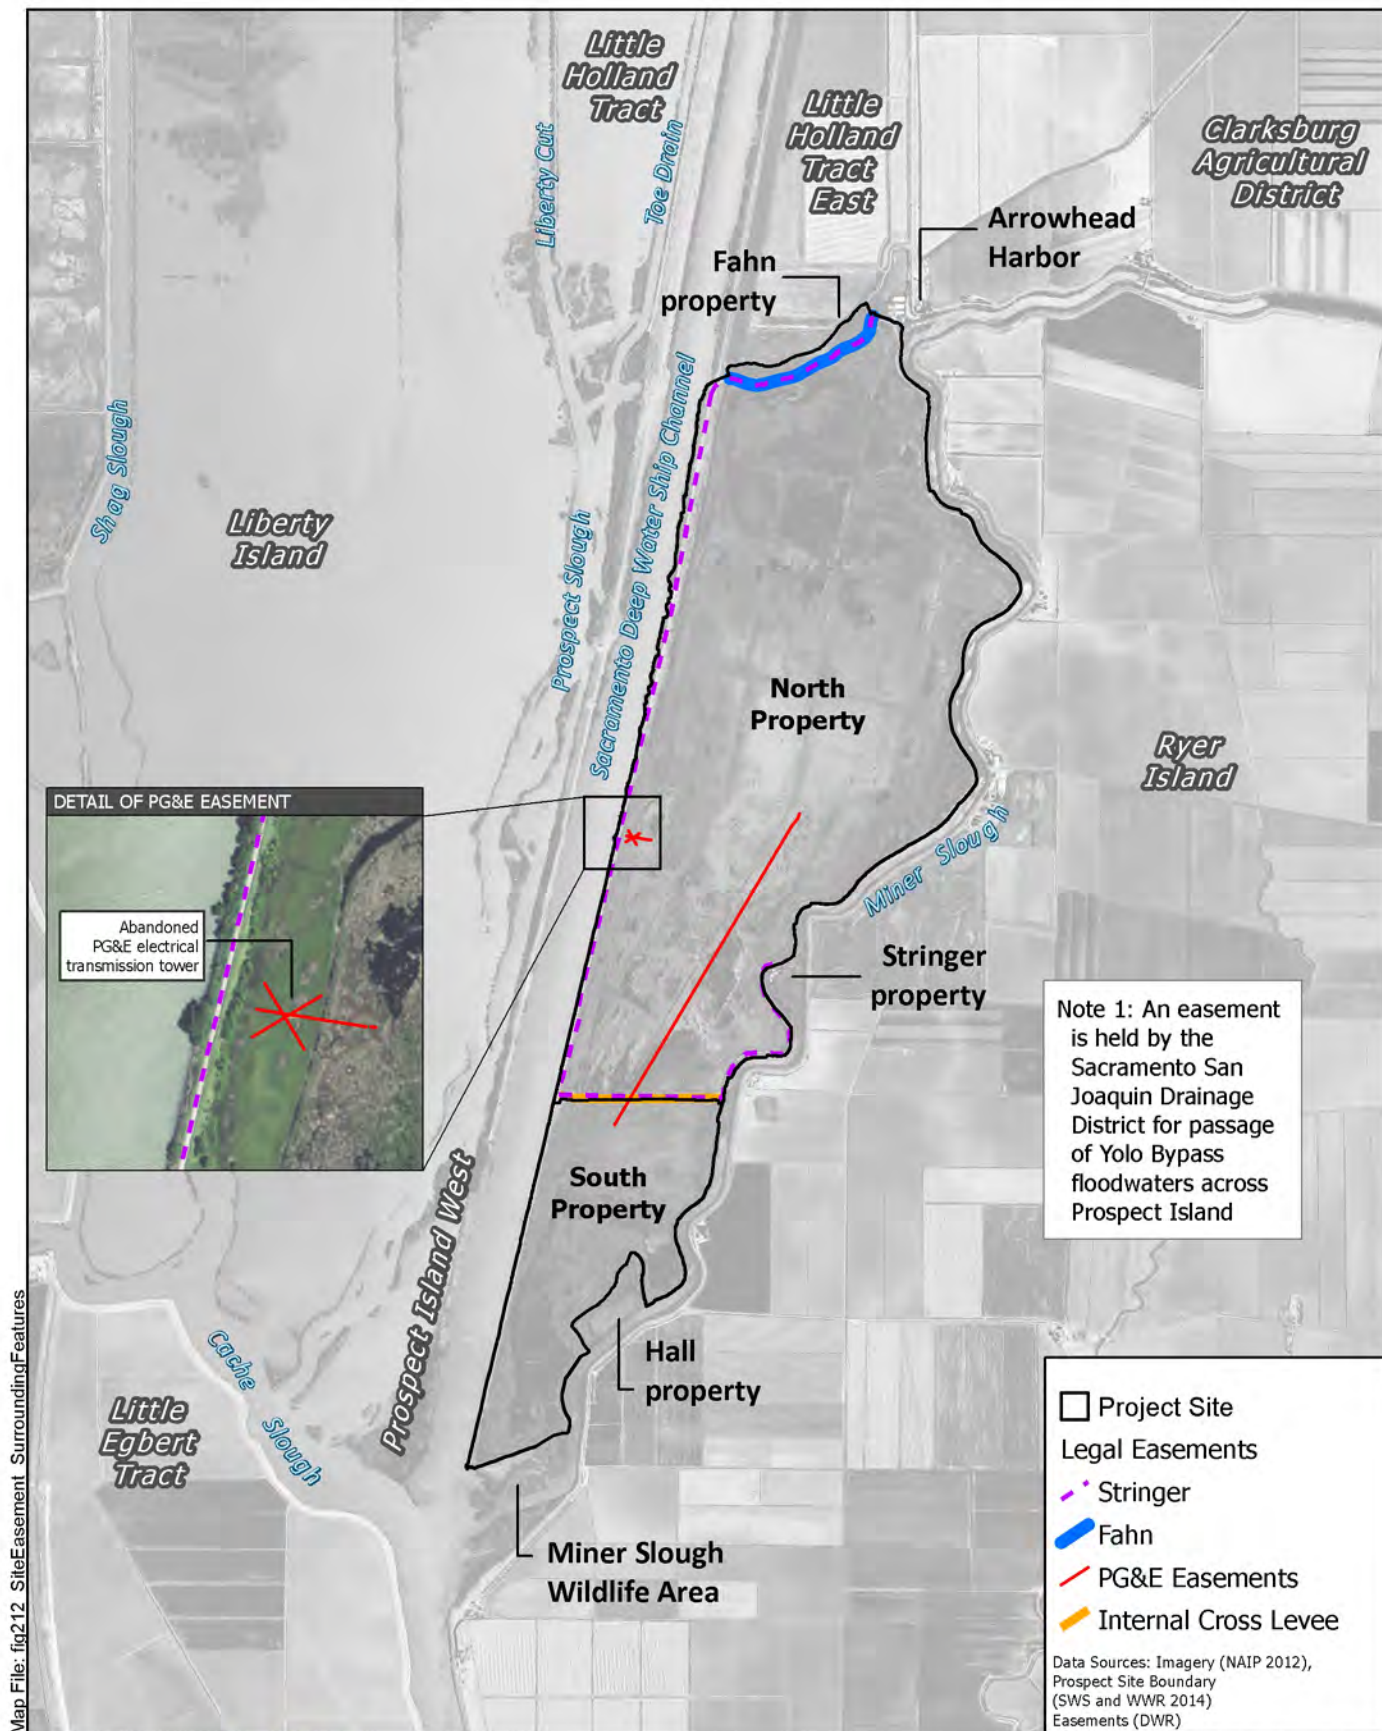 Little
Holland
Tract
Little
Holland
Tract
East
Clarksburg
Agricultural
District
Liberty Cut
Toe Drain
Arrowhead
Harbor
Fahn
property
Shag Slough
Liberty
Island
Prospect Slough
Sacramento Deep Water Ship Channel
North
Property
Ryer
Island
DETAIL OF PG&E EASEMENT
Abandoned
PG&E electrical
transmission tower
Miner Slough
Stringer
property
Note 1: An easement
is held by the
Sacramento San
Joaquin Drainage
District for passage
of Yolo Bypass
floodwaters across
Prospect Island
South
Property
Prospect Island West
Cache Slough
Little
Egbert
Tract
Hall
property
Miner Slough
Wildlife Area
Project Site
Legal Easements
Stringer
Fahn
PG&E Easements
Internal Cross Levee
Data Sources: Imagery (NAIP 2012),
Prospect Site Boundary
(SWS and WWR 2014)
Easements (DWR)
Map File: fig212_SiteEasement_SurroundingFeatures